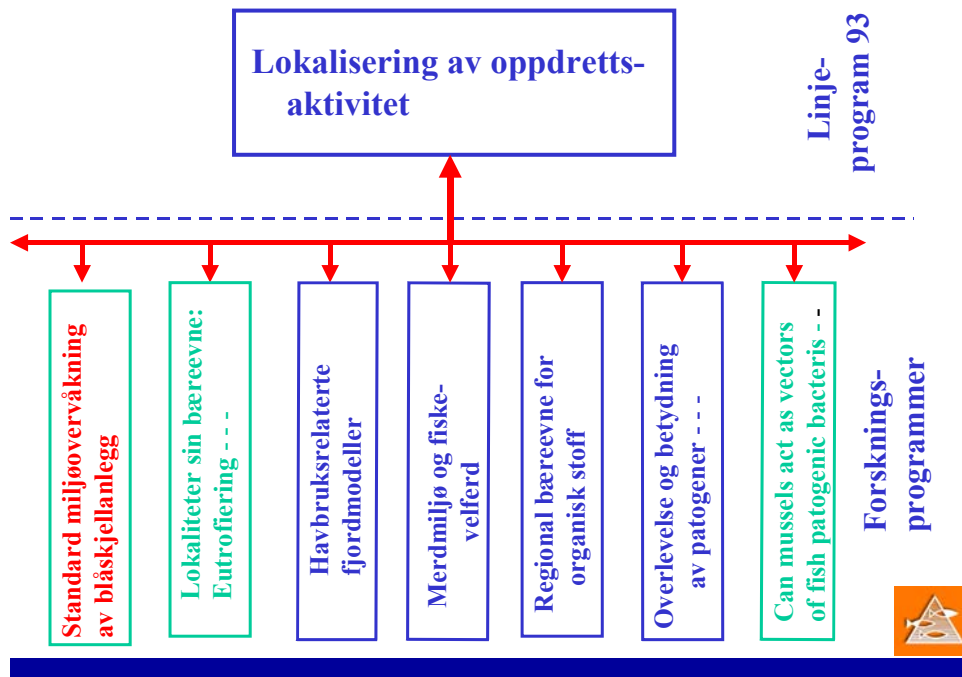 Lokalisering av oppdretts-
aktivitet
Linje-
program 93
Standard miljøovervåkning
av blåskjellanlegg
Lokaliteter sin bæreevne:
Eutrofiering - - -
Havbruksrelaterte
fjordmodeller
Merdmiljø og fiske-
velferd
Regional bæreevne for
organisk stoff
Overlevelse og betydning
av patogener - - -
Can mussels act as vectors
of fish patogenic bacteris - -
Forsknings-
programmer